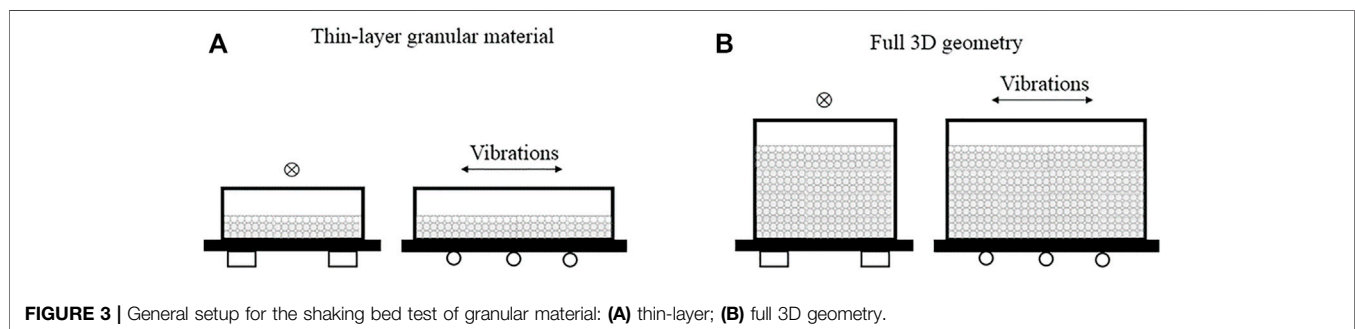 A
Thin-layer granular material
Vibrations
B
Full 3D geometry
Vibrations
FIGURE 3 | General setup for the shaking bed test of granular material: (A) thin-layer; (B) full 3D geometry.